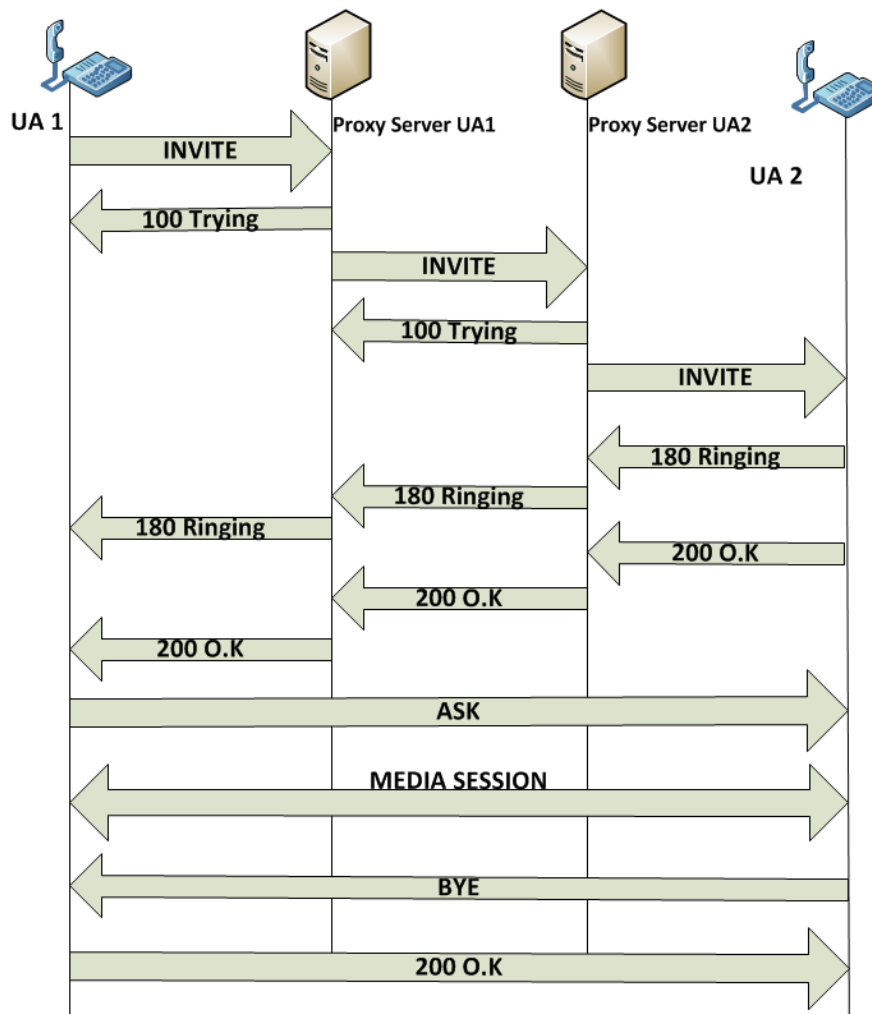 UA 1
Proxy Server UA1
Proxy Server UA2
UA 2
INVITE
100 Trying
INVITE
100 Trying
INVITE
180 Ringing
180 Ringing
180 Ringing
200 O.K
200 O.K
200 O.K
ASK
MEDIA SESSION
BYE
200 O.K